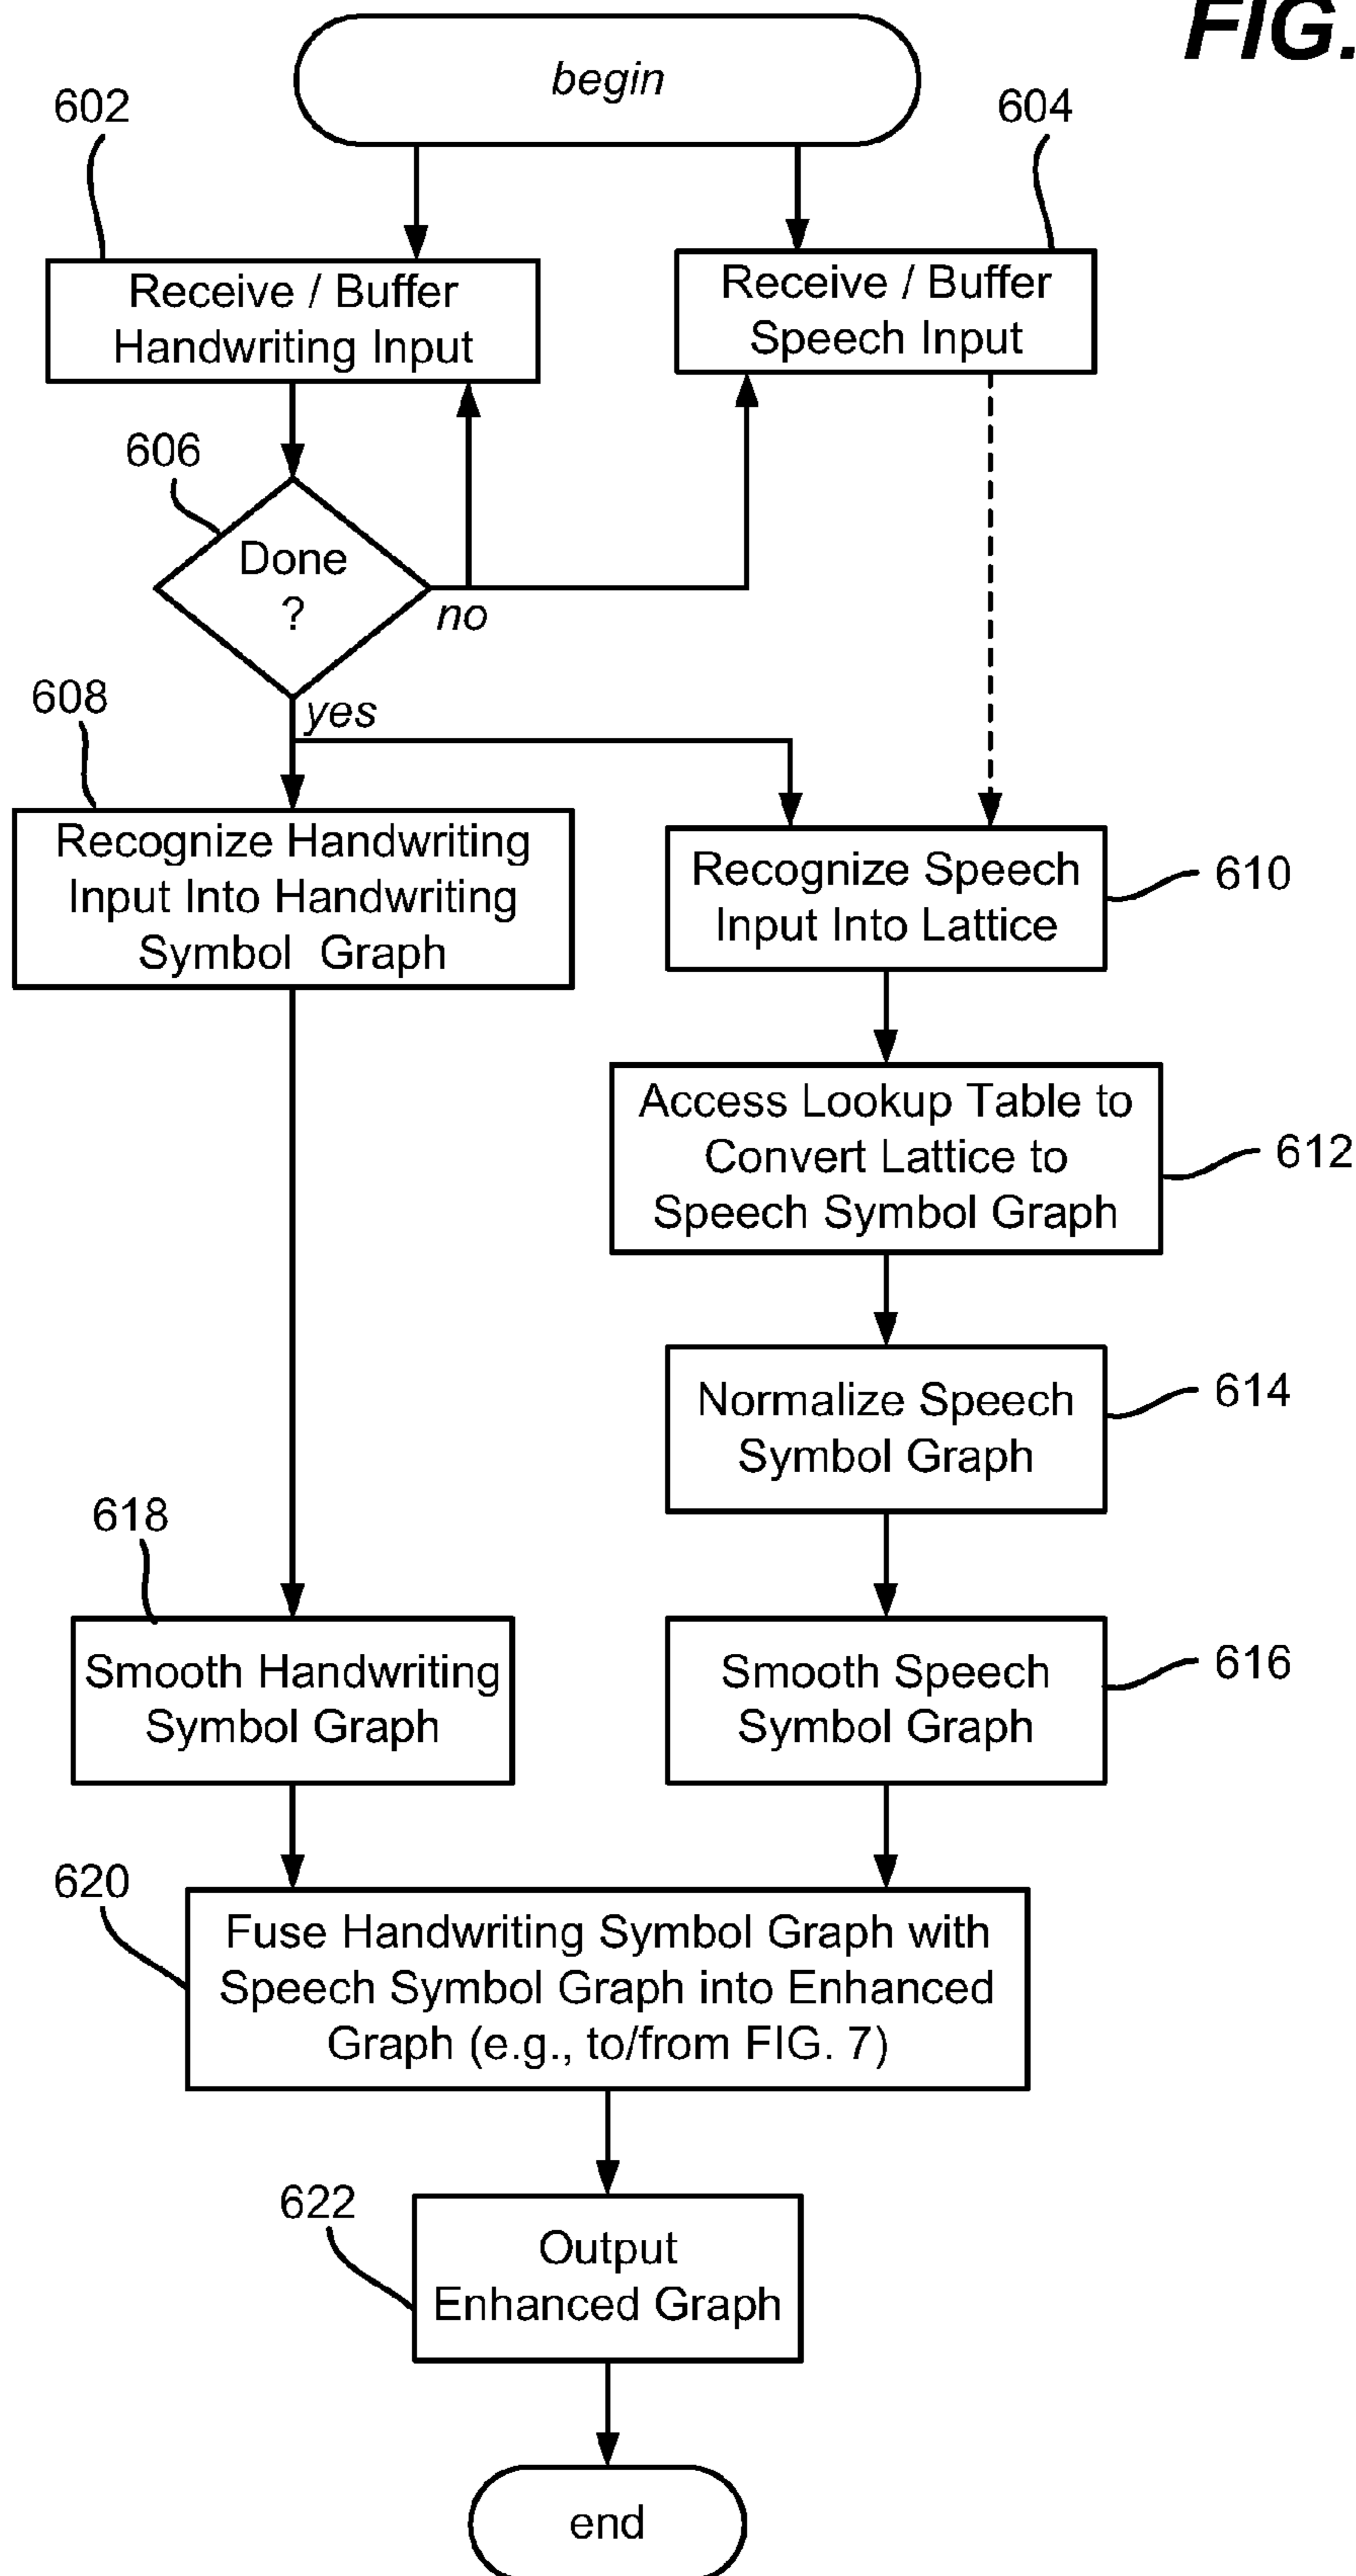 FIG.
begin
602
604
Receive / Buffer
Handwriting Input
Receive / Buffer
Speech Input
606
Done
?
no
yes
608
Recognize Handwriting
Input Into Handwriting
Symbol Graph
Recognize Speech
Input Into Lattice
610
Access Lookup Table to
Convert Lattice to
Speech Symbol Graph
612
Normalize Speech
Symbol Graph
614
618
Smooth Handwriting
Symbol Graph
Smooth Speech
Symbol Graph
616
620
Fuse Handwriting Symbol Graph with
Speech Symbol Graph into Enhanced
Graph (e.g., to/from FIG. 7)
622
Output
Enhanced Graph
end